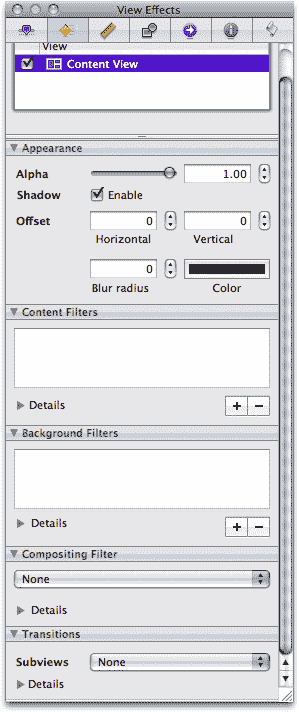 View Effects
View
Content View
Appearance
Alpha 1.00
Shadow Enable
Offset 0 0
Horizontal Vertical
0
Blur radius Color
Content Filters
Details + −
Background Filters
Details + −
Compositing Filter
None
Details
Transitions
Subviews None
Details